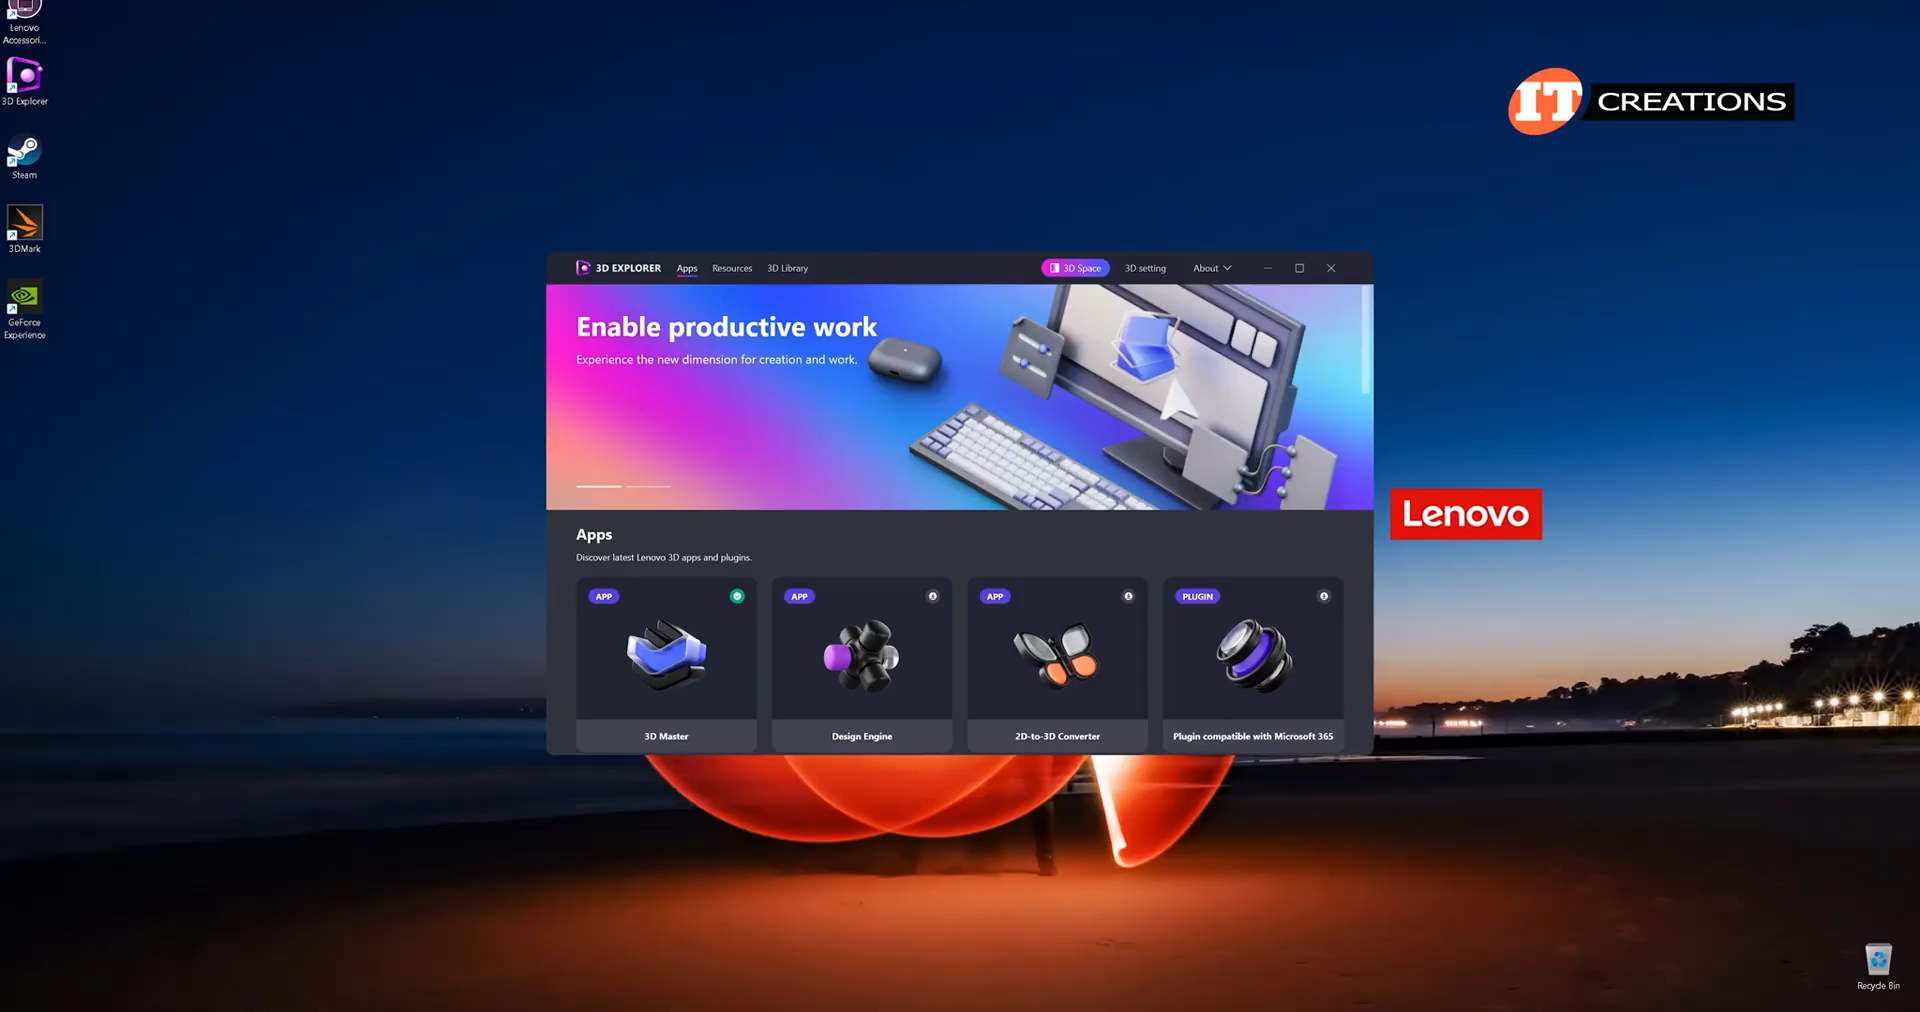 Lenovo
Accessori...
3D Explorer
Steam
3DMark
GeForce
Experience
IT CREATIONS
3D EXPLORER Apps Resources 3D Library 3D Space 3D setting About
Enable productive work
Experience the new dimension for creation and work.
Lenovo
Apps
Discover latest Lenovo 3D apps and plugins.
APP APP APP PLUGIN
3D Master Design Engine 2D-to-3D Converter Plugin compatible with Microsoft 365
Recycle Bin